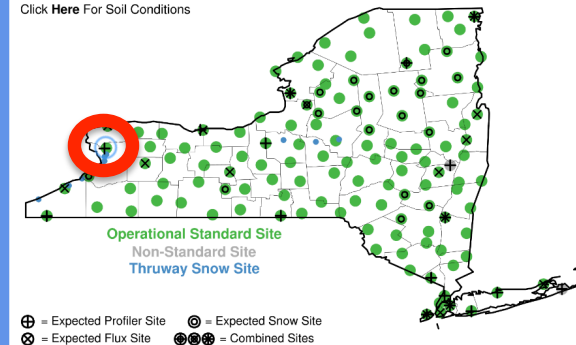 Click Here For Soil Conditions
Operational Standard Site
Non-Standard Site
Thruway Snow Site
= Expected Profiler Site
= Expected Snow Site
= Expected Flux Site
= Combined Sites